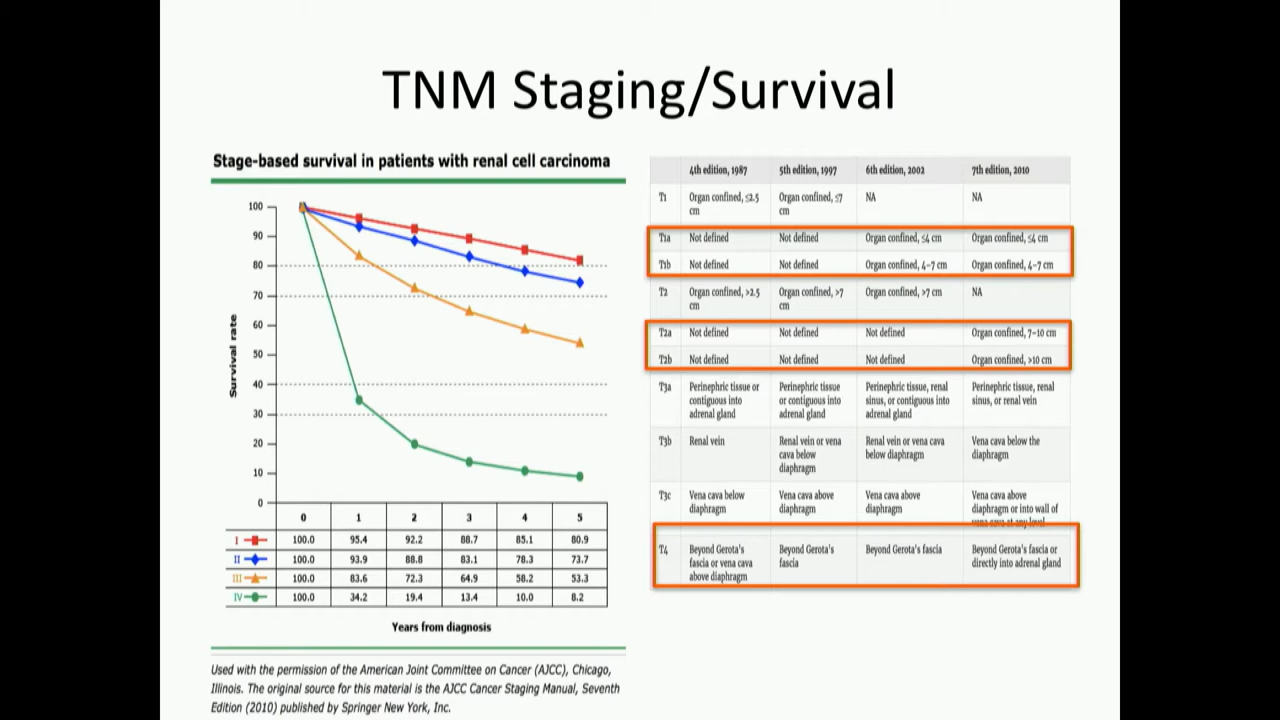 TNM Staging/Survival
Stage-based survival in patients with renal cell carcinoma
Survival rate
100
90
80
70
60
50
40
30
20
10
0
0 1 2 3 4 5
I 100.0 95.4 92.2 88.7 85.1 80.9
II 100.0 93.9 88.8 83.1 78.3 73.7
III 100.0 83.6 72.3 64.9 58.2 53.3
IV 100.0 34.2 19.4 13.4 10.0 8.2
Years from diagnosis
Used with the permission of the American Joint Committee on Cancer (AJCC), Chicago,
Illinois. The original source for this material is the AJCC Cancer Staging Manual, Seventh
Edition (2010) published by Springer New York, Inc.
4th edition, 1987 5th edition, 1997 6th edition, 2002 7th edition, 2010
T1 Organ confined, ≤2.5 Organ confined, ≤7 NA NA
cm cm
T1a Not defined Not defined Organ confined, ≤4 cm Organ confined, ≤4 cm
T1b Not defined Not defined Organ confined, 4–7 cm Organ confined, 4–7 cm
T2 Organ confined, >2.5 Organ confined, >7 Organ confined, >7 cm NA
cm cm
T2a Not defined Not defined Not defined Organ confined, 7–10 cm
T2b Not defined Not defined Not defined Organ confined, >10 cm
T3a Perinephric tissue or Perinephric tissue Perinephric tissue, renal Perinephric tissue, renal
contiguous into or contiguous into sinus, or contiguous into sinus, or renal vein
adrenal gland adrenal gland adrenal gland
T3b Renal vein Renal vein or vena Renal vein or vena cava Vena cava below the
cava below below diaphragm diaphragm
diaphragm
T3c Vena cava below Vena cava above Vena cava above Vena cava above
diaphragm diaphragm diaphragm diaphragm or into wall of
vena cava at any level
T4 Beyond Gerota's Beyond Gerota's Beyond Gerota's fascia Beyond Gerota's fascia or
fascia or vena cava fascia directly into adrenal gland
above diaphragm